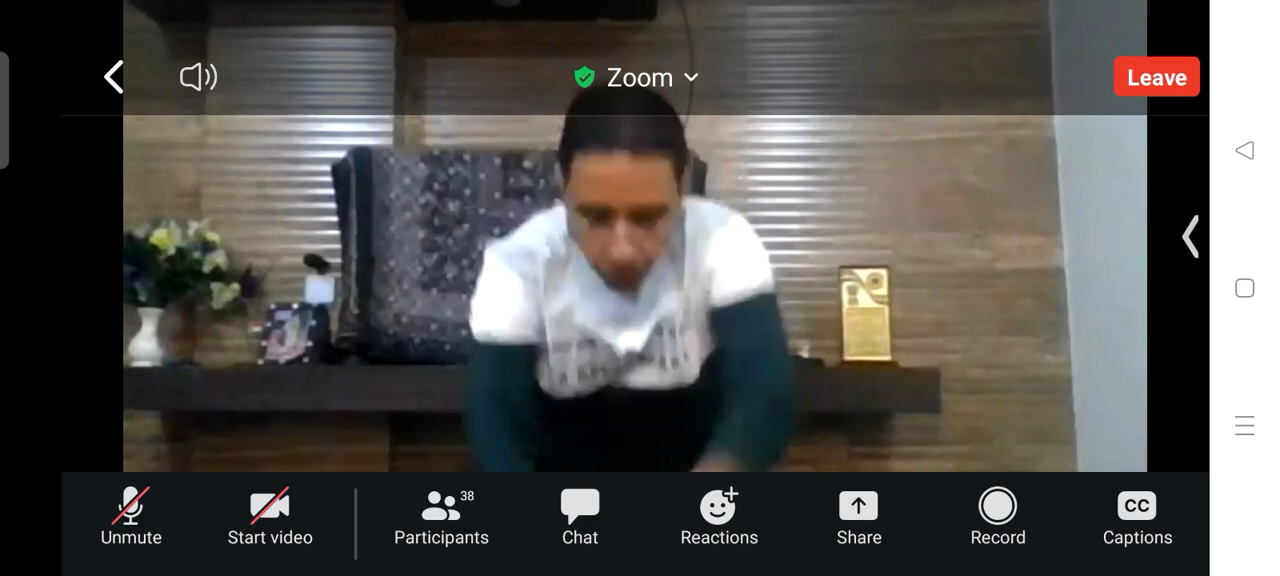 Zoom
Leave
38
Unmute
Start video
Participants
Chat
Reactions
Share
Record
CC
Captions